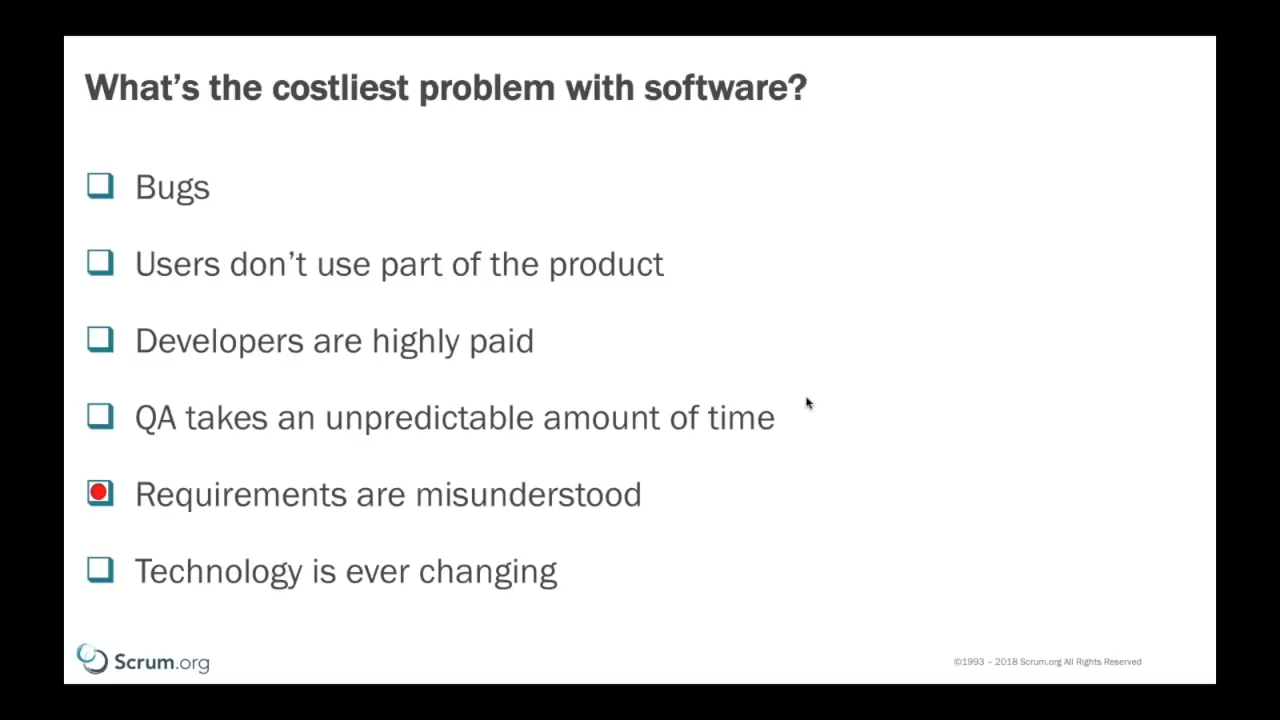 What's the costliest problem with software?
Bugs
Users don't use part of the product
Developers are highly paid
QA takes an unpredictable amount of time
Requirements are misunderstood
Technology is ever changing
Scrum.org
©1993 – 2018 Scrum.org All Rights Reserved